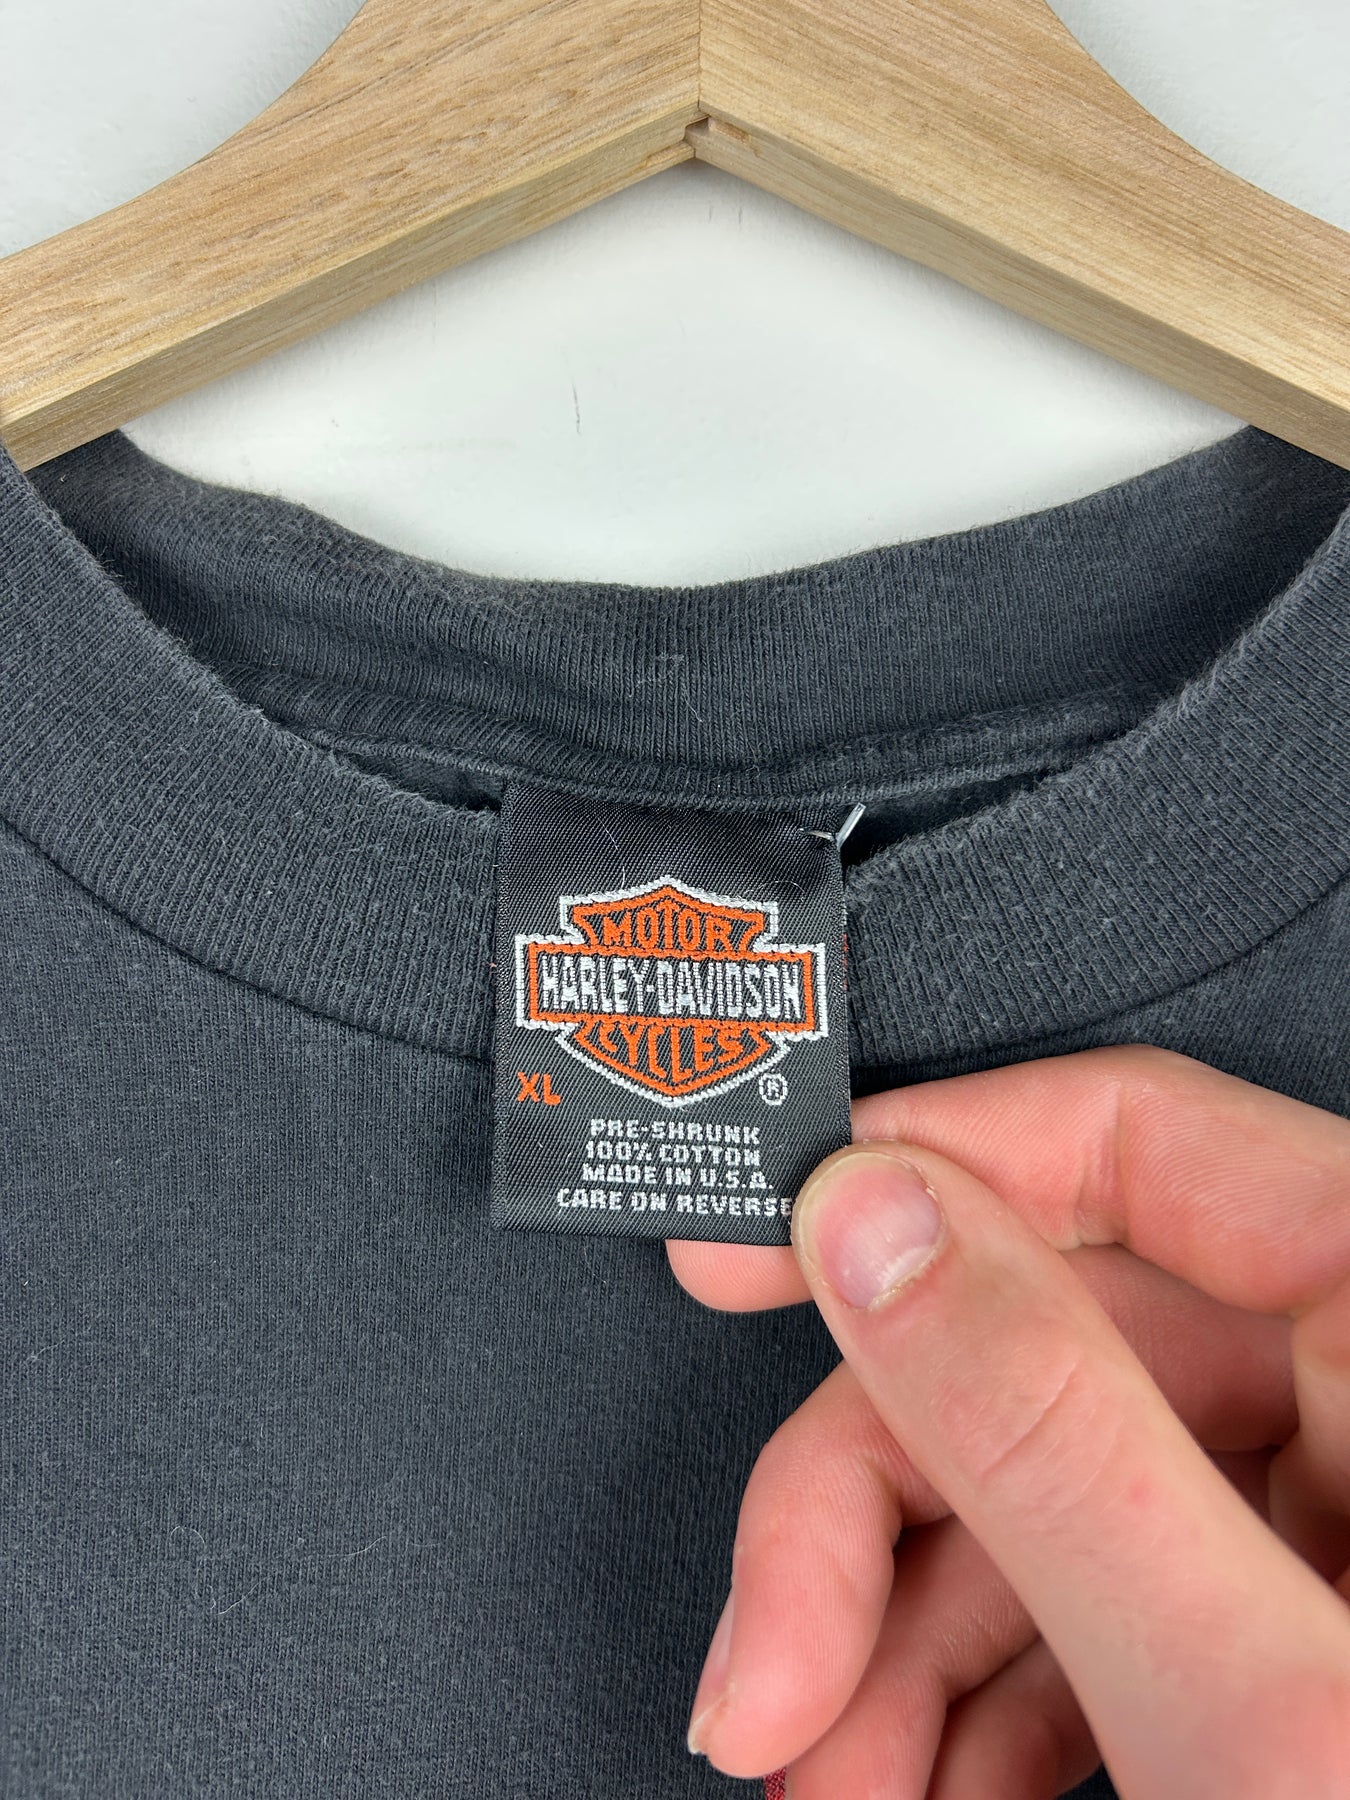 MOTOR
HARLEY-DAVIDSON
CYCLES
XL ®
PRE-SHRUNK
100% COTTON
MADE IN U.S.A.
CARE ON REVERSE